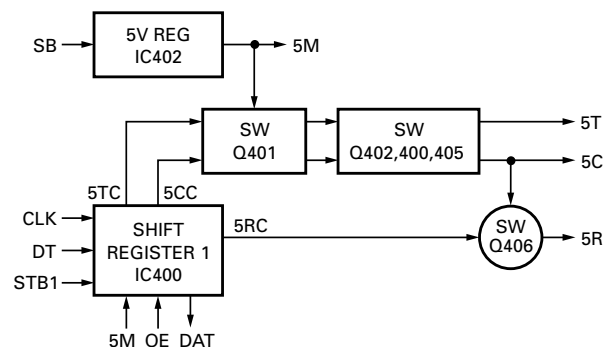 SB
5V REG
IC402
5M
SW
Q401
SW
Q402,400,405
5T
5C
5TC
5CC
CLK
DT
STB1
SHIFT
REGISTER 1
IC400
5RC
SW
Q406
5R
5M OE DAT